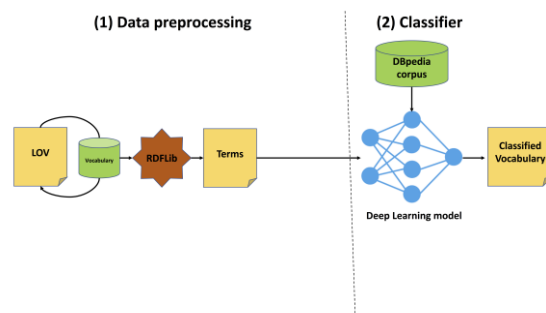 (1) Data preprocessing
(2) Classifier
DBpedia
corpus
LOV
Vocabulary
RDFLib
Terms
Classified
Vocabulary
Deep Learning model